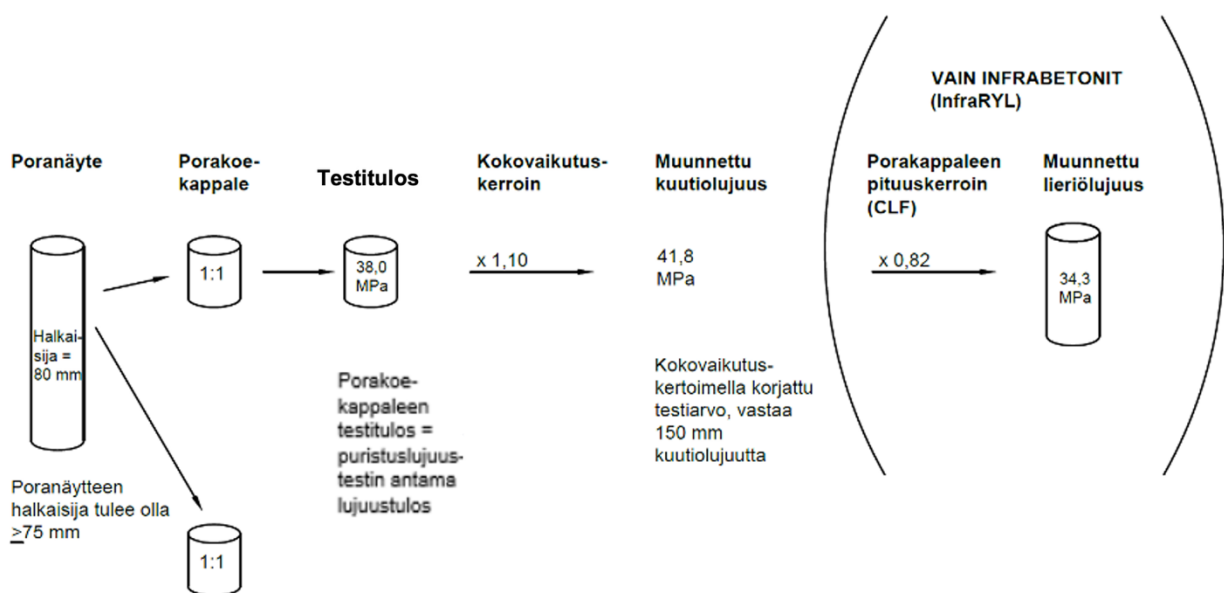 VAIN INFRABETONIT
(InfraRYL)
Poranäyte
Porakoe-
kappale
Testitulos
Kokovaikutus-
kerroin
Muunnettu
kuutiolujuus
Porakappaleen
pituuskerroin
(CLF)
Muunnettu
lieriölujuus
1:1
38,0
MPa
x 1,10
41,8
MPa
x 0,82
34,3
MPa
Halkai-
sija =
80 mm
Poranäytteen
halkaisija tulee olla
≥75 mm
1:1
Porakoe-
kappaleen
testitulos =
puristuslujuus-
testin antama
lujuustulos
Kokovaikutus-
kertoimella korjattu
testiarvo, vastaa
150 mm
kuutiolujuutta